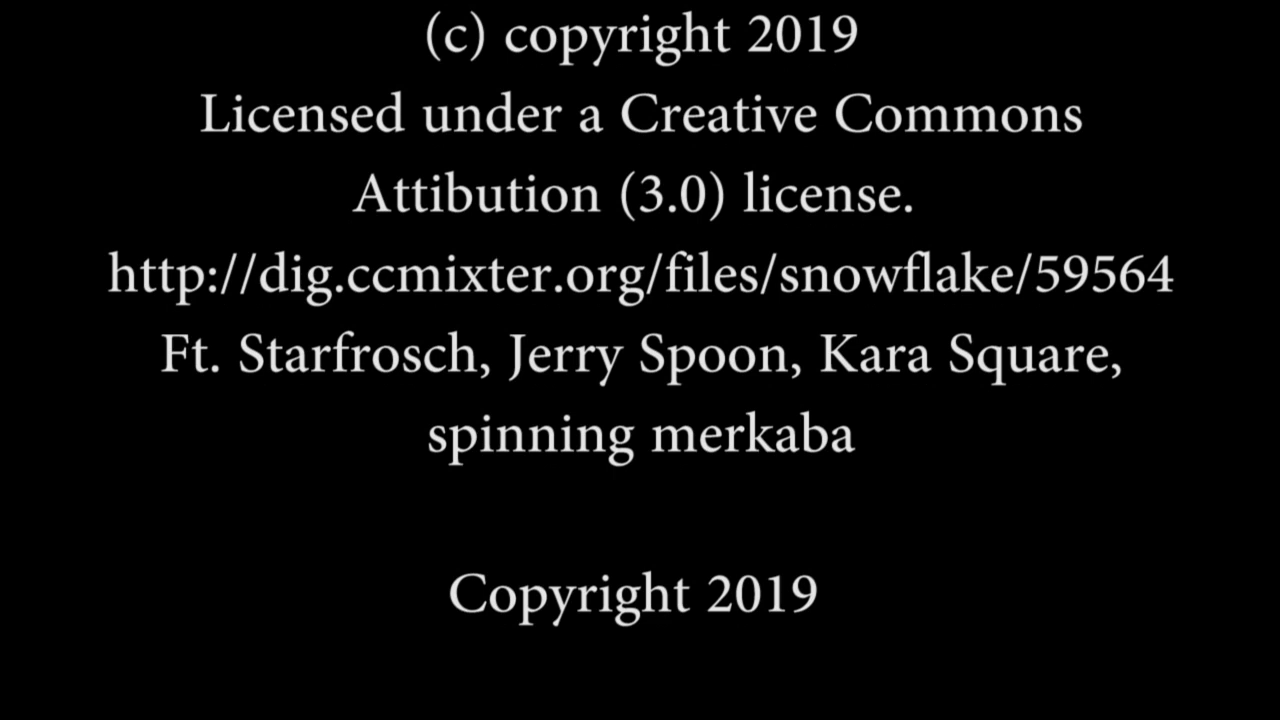 (c) copyright 2019
Licensed under a Creative Commons
Attibution (3.0) license.
http://dig.ccmixter.org/files/snowflake/59564
Ft. Starfrosch, Jerry Spoon, Kara Square,
spinning merkaba
Copyright 2019